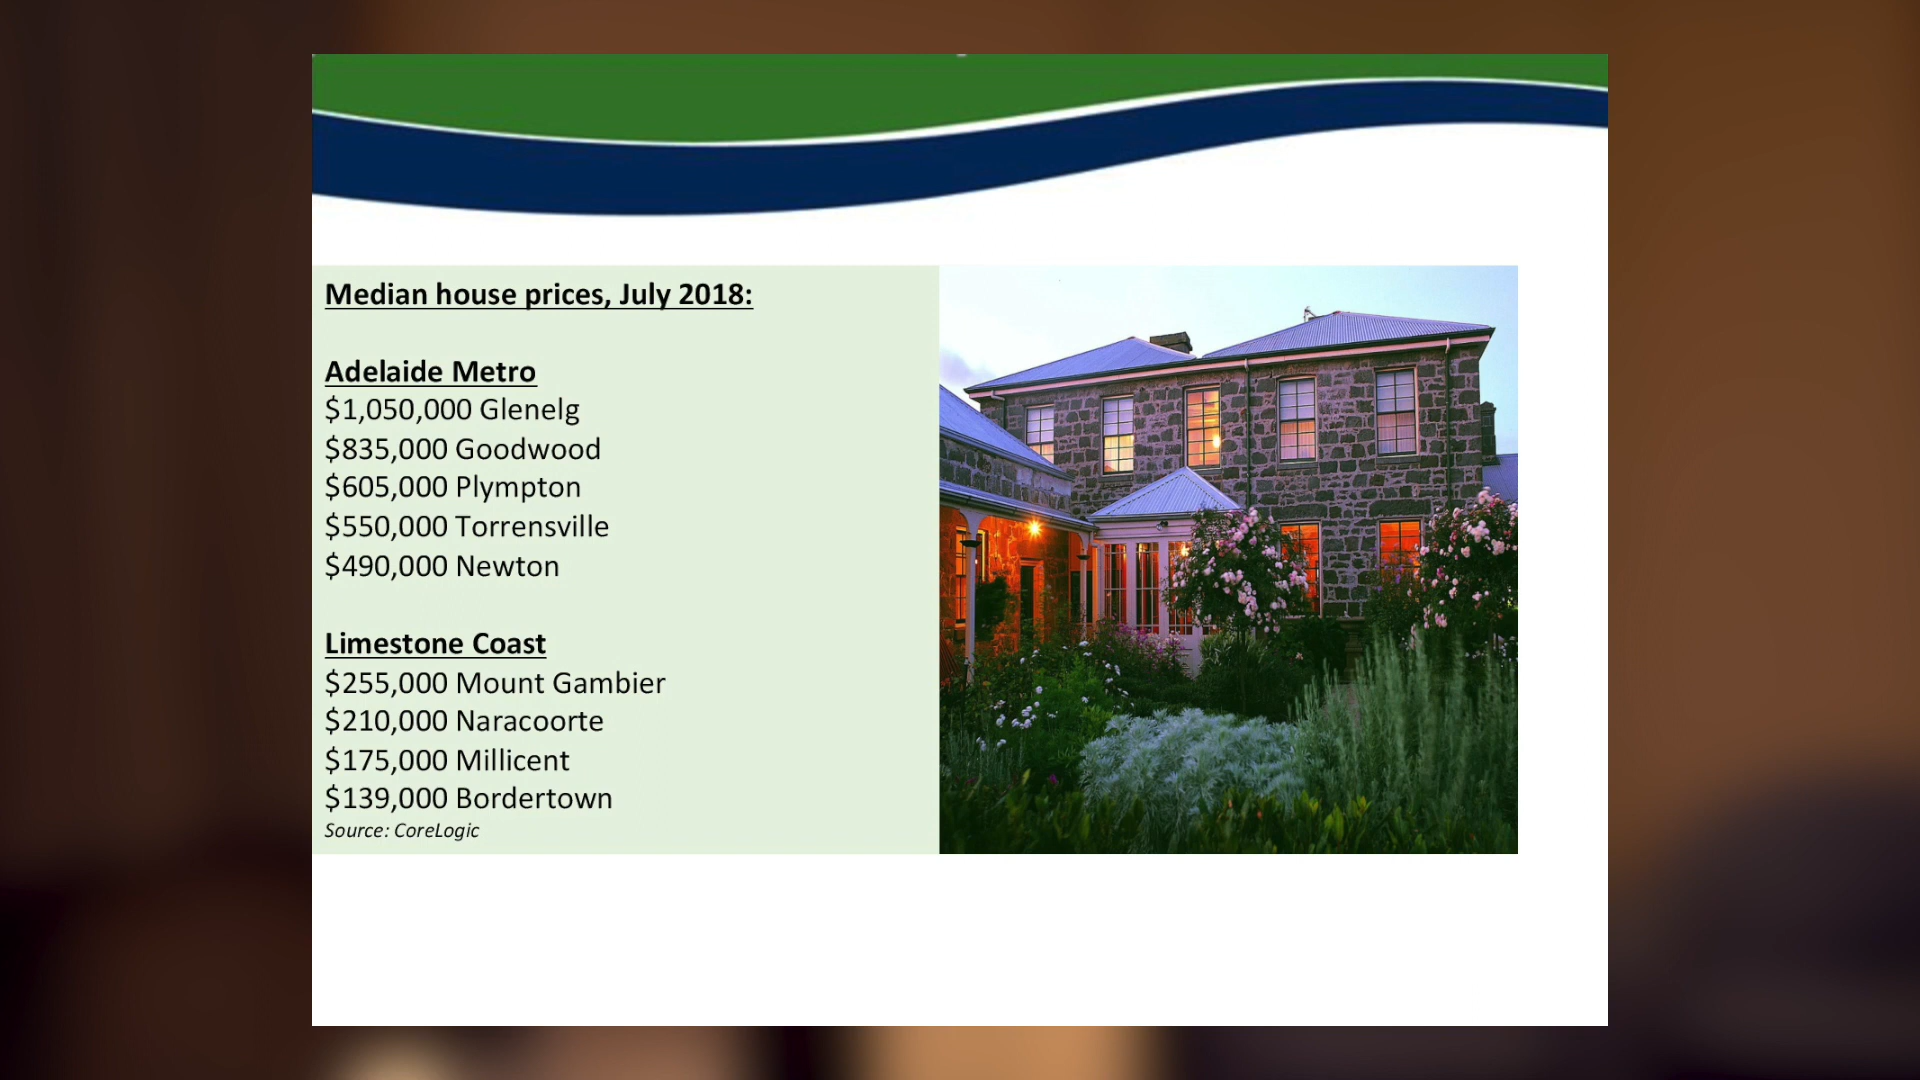 Median house prices, July 2018:
Adelaide Metro
$1,050,000 Glenelg
$835,000 Goodwood
$605,000 Plympton
$550,000 Torrensville
$490,000 Newton
Limestone Coast
$255,000 Mount Gambier
$210,000 Naracoorte
$175,000 Millicent
$139,000 Bordertown
Source: CoreLogic